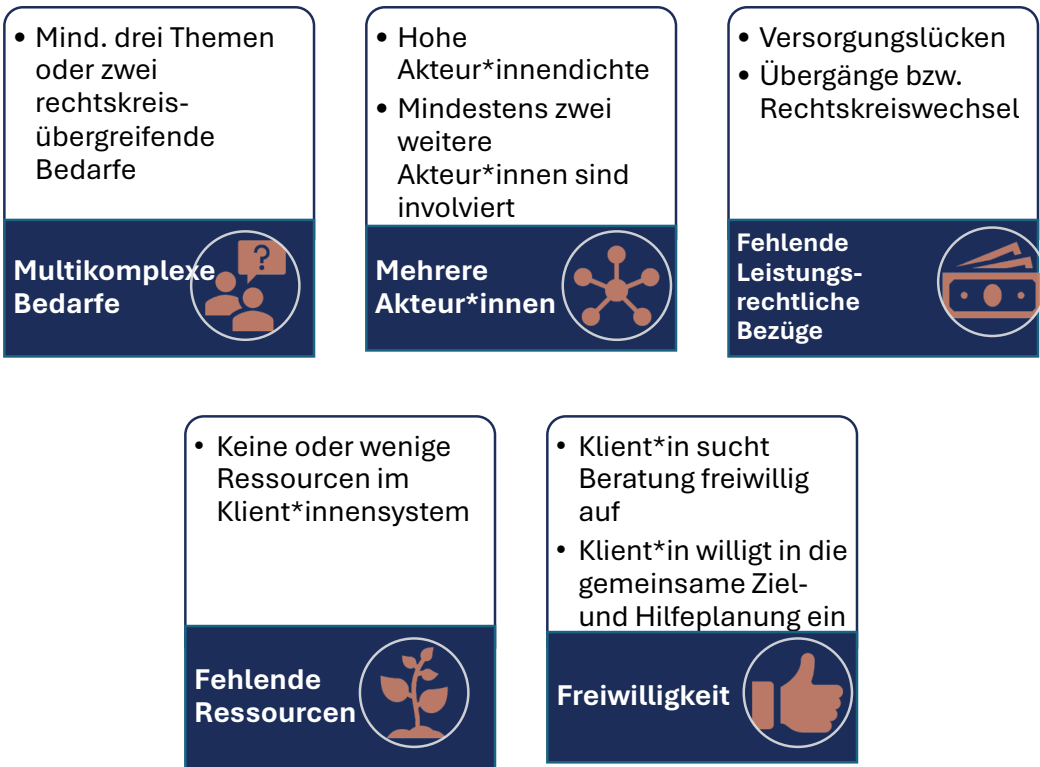 • Mind. drei Themen
oder zwei
rechtskreis-
übergreifende
Bedarfe
Multikomplexe
Bedarfe
?
• Hohe
Akteur*innendichte
• Mindestens zwei
weitere
Akteur*innen sind
involviert
Mehrere
Akteur*innen
• Versorgungslücken
• Übergänge bzw.
Rechtskreiswechsel
Fehlende
Leistungs-
rechtliche
Bezüge
• Keine oder wenige
Ressourcen im
Klient*innensystem
Fehlende
Ressourcen
• Klient*in sucht
Beratung freiwillig
auf
• Klient*in willigt in die
gemeinsame Ziel-
und Hilfeplanung ein
Freiwilligkeit